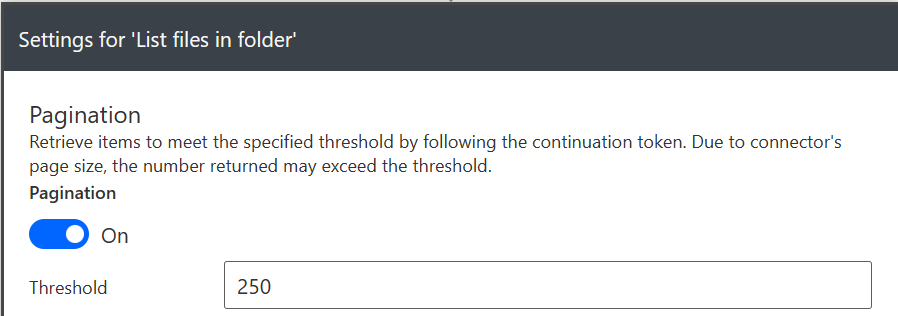 Settings for 'List files in folder'
Pagination
Retrieve items to meet the specified threshold by following the continuation token. Due to connector's
page size, the number returned may exceed the threshold.
Pagination
On
Threshold
250